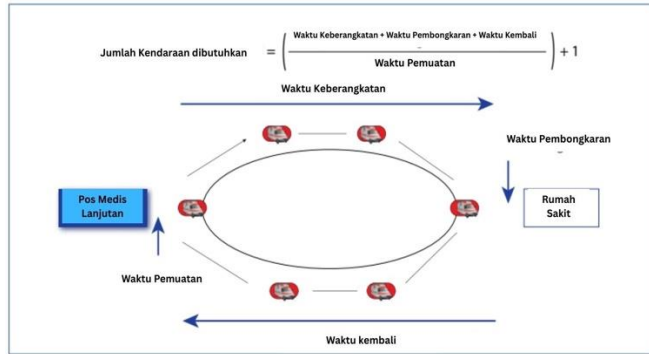 Jumlah Kendaraan dibutuhkan = ( Waktu Keberangkatan + Waktu Pembongkaran + Waktu Kembali
Waktu Pemuatan ) + 1
Waktu Keberangkatan
Waktu Pembongkaran
Pos Medis
Lanjutan
Rumah
Sakit
Waktu Pemuatan
Waktu kembali